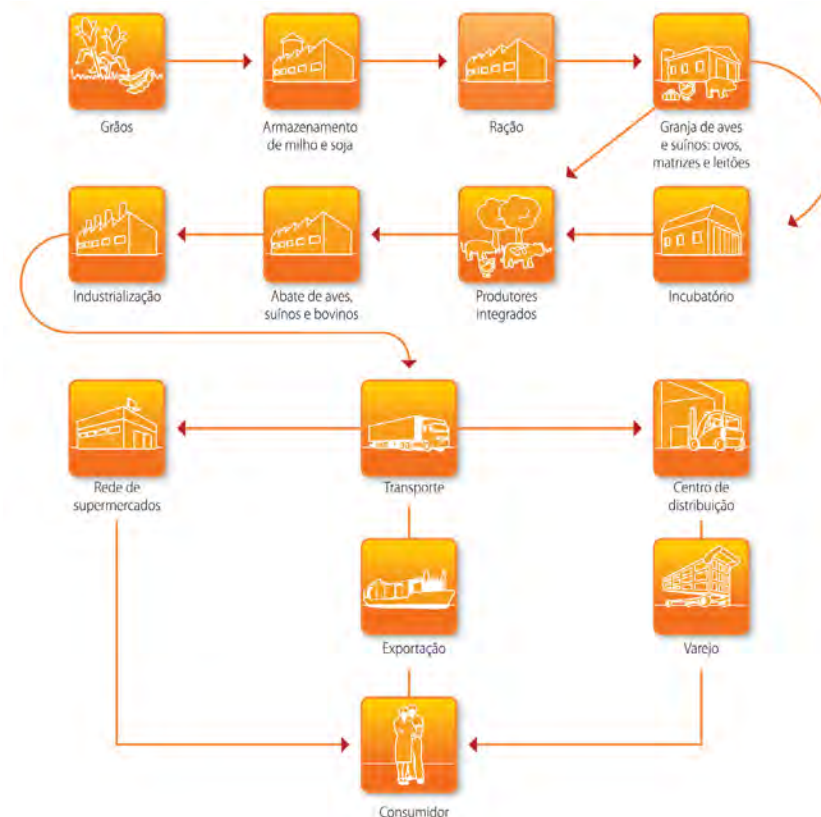 Grãos
Armazenamento
de milho e soja
Ração
Granja de aves
e suínos: ovos,
matrizes e leitões
Industrialização
Abate de aves,
suínos e bovinos
Produtores
integrados
Incubatório
Rede de
supermercados
Transporte
Centro de
distribuição
Exportação
Varejo
Consumidor